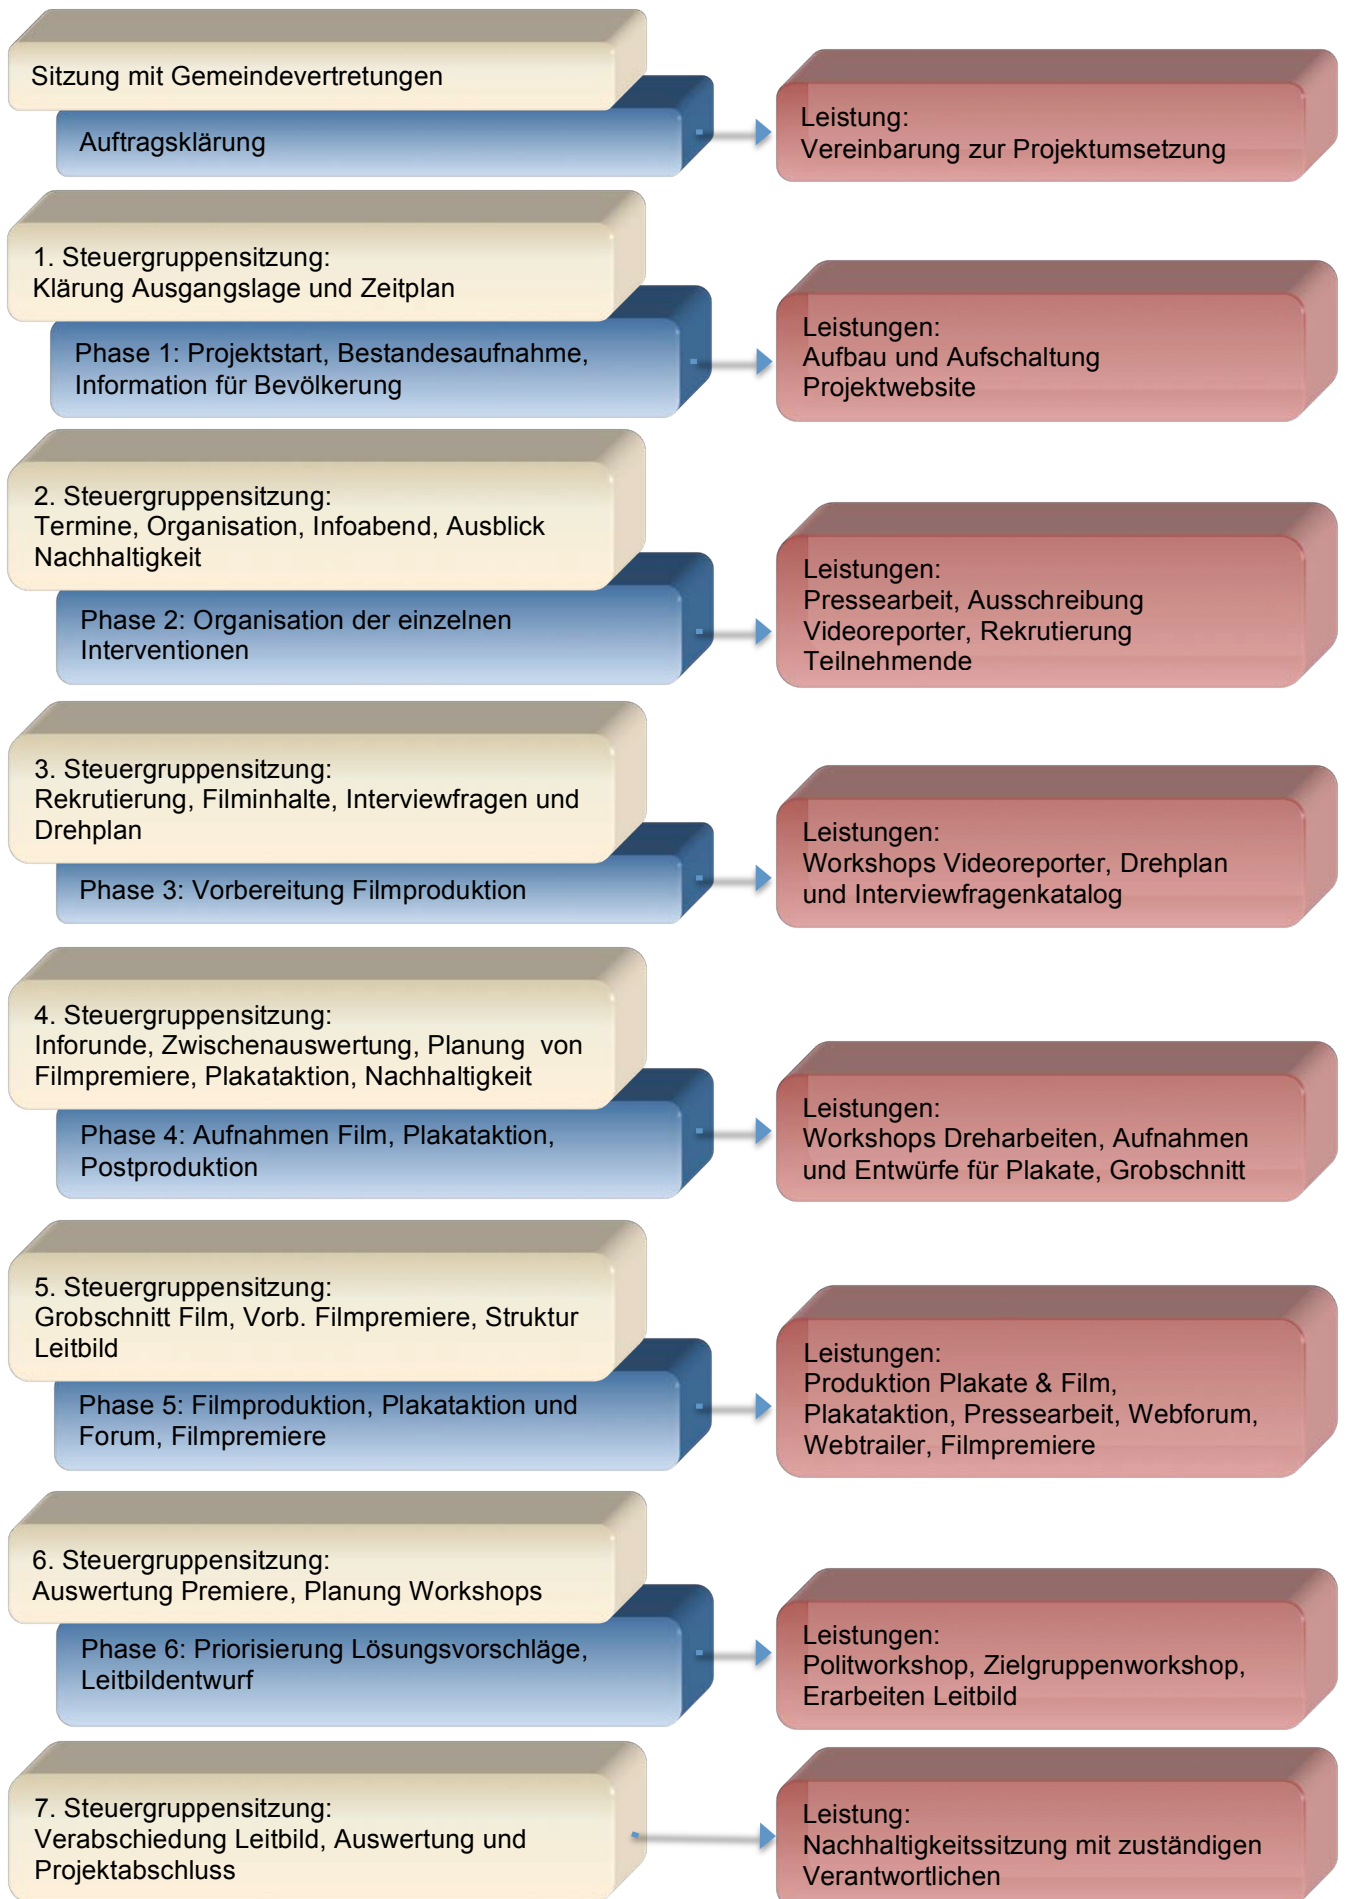 Sitzung mit Gemeindevertretungen
Auftragsklärung
Leistung:
Vereinbarung zur Projektumsetzung
1. Steuergruppensitzung:
Klärung Ausgangslage und Zeitplan
Phase 1: Projektstart, Bestandesaufnahme,
Information für Bevölkerung
Leistungen:
Aufbau und Aufschaltung
Projektwebsite
2. Steuergruppensitzung:
Termine, Organisation, Infoabend, Ausblick
Nachhaltigkeit
Phase 2: Organisation der einzelnen
Interventionen
Leistungen:
Pressearbeit, Ausschreibung
Videoreporter, Rekrutierung
Teilnehmende
3. Steuergruppensitzung:
Rekrutierung, Filminhalte, Interviewfragen und
Drehplan
Phase 3: Vorbereitung Filmproduktion
Leistungen:
Workshops Videoreporter, Drehplan
und Interviewfragenkatalog
4. Steuergruppensitzung:
Inforunde, Zwischenauswertung, Planung von
Filmpremiere, Plakataktion, Nachhaltigkeit
Phase 4: Aufnahmen Film, Plakataktion,
Postproduktion
Leistungen:
Workshops Dreharbeiten, Aufnahmen
und Entwürfe für Plakate, Grobschnitt
5. Steuergruppensitzung:
Grobschnitt Film, Vorb. Filmpremiere, Struktur
Leitbild
Phase 5: Filmproduktion, Plakataktion und
Forum, Filmpremiere
Leistungen:
Produktion Plakate & Film,
Plakataktion, Pressearbeit, Webforum,
Webtrailer, Filmpremiere
6. Steuergruppensitzung:
Auswertung Premiere, Planung Workshops
Phase 6: Priorisierung Lösungsvorschläge,
Leitbildentwurf
Leistungen:
Politworkshop, Zielgruppenworkshop,
Erarbeiten Leitbild
7. Steuergruppensitzung:
Verabschiedung Leitbild, Auswertung und
Projektabschluss
Leistung:
Nachhaltigkeitssitzung mit zuständigen
Verantwortlichen